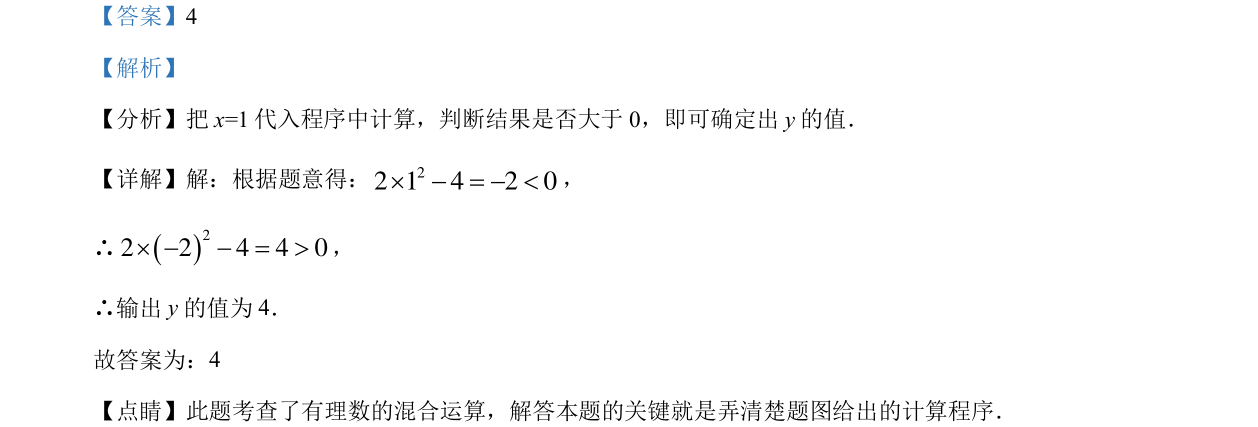 【答案】4
【解析】
【分析】把 x=1 代入程序中计算，判断结果是否大于 0，即可确定出 y 的值．
【详解】解：根据题意得：2×1²－4＝－2＜0，
∴2×(－2)²－4＝4＞0，
∴输出 y 的值为 4．
故答案为：4
【点睛】此题考查了有理数的混合运算，解答本题的关键就是弄清楚题图给出的计算程序．